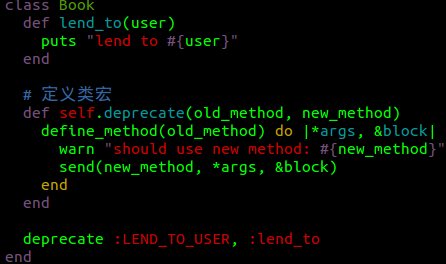 class Book
  def lend_to(user)
    puts "lend to #{user}"
  end

  # 定义类宏
  def self.deprecate(old_method, new_method)
    define_method(old_method) do |*args, &block|
      warn "should use new method: #{new_method}"
      send(new_method, *args, &block)
    end
  end

  deprecate :LEND_TO_USER, :lend_to
end